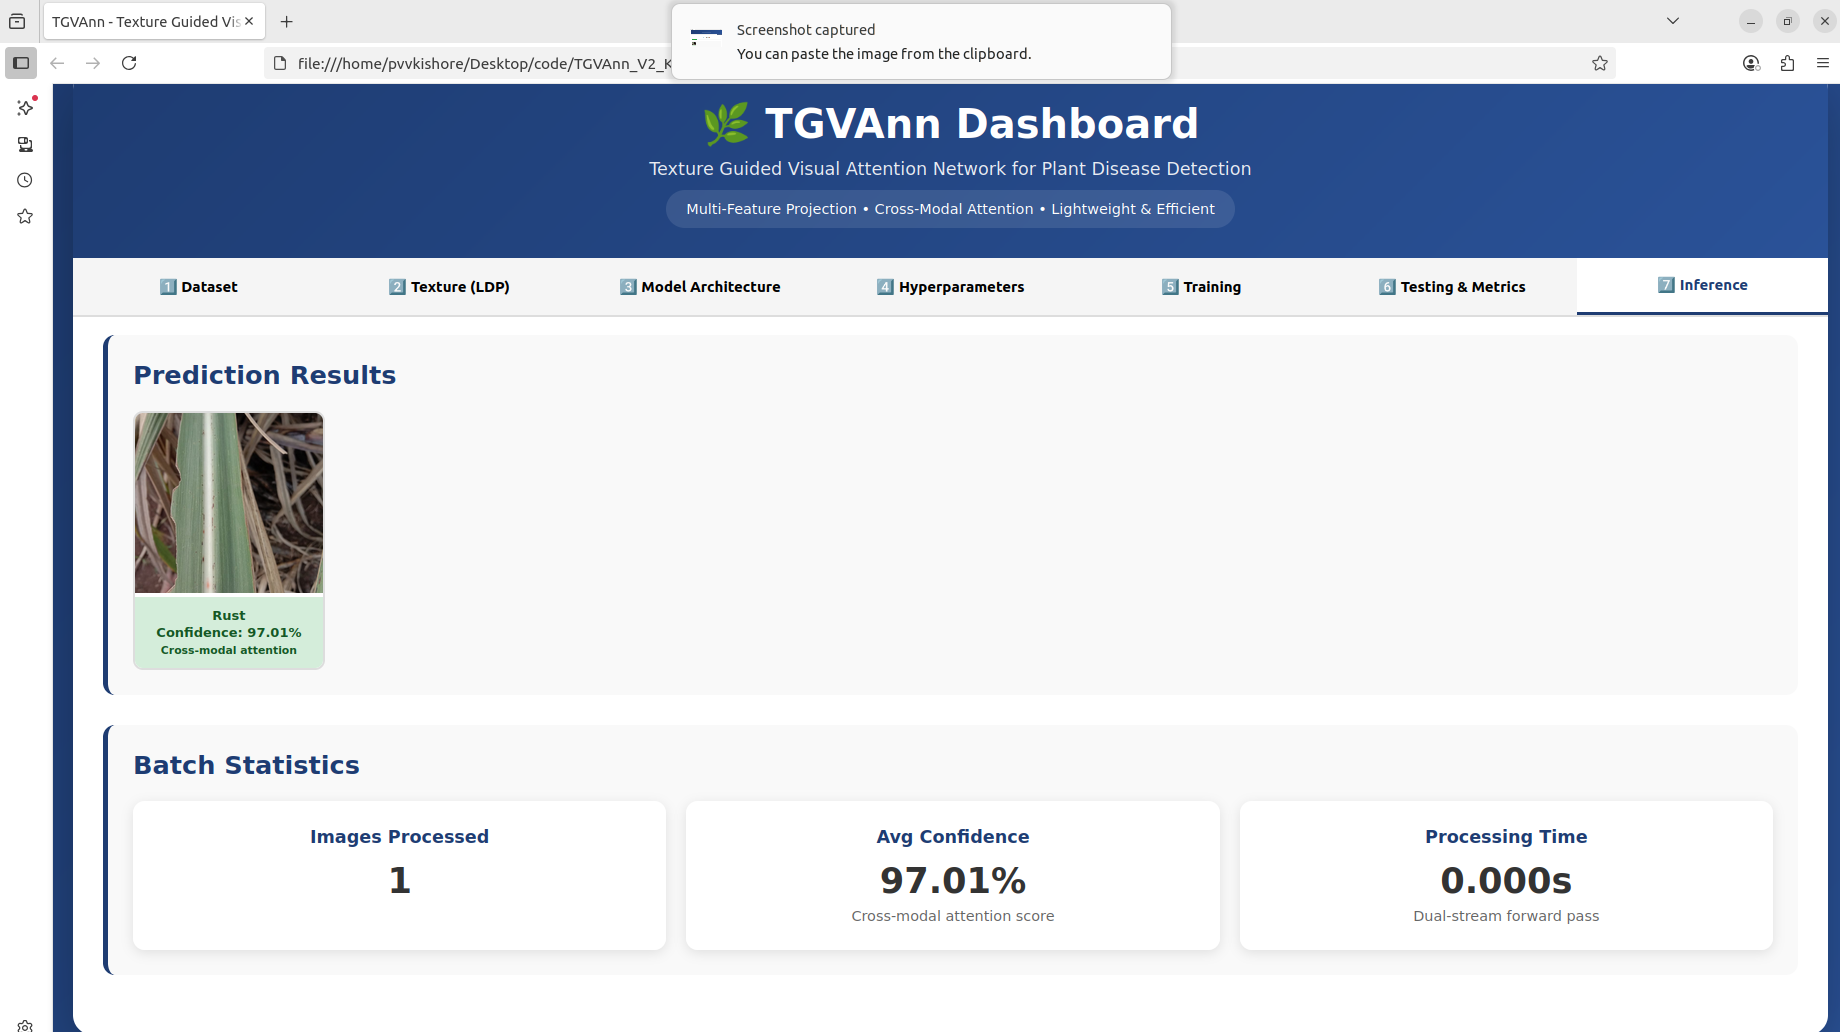 TGVAnn - Texture Guided Vis
Screenshot captured
You can paste the image from the clipboard.
file:///home/pvvkishore/Desktop/code/TGVAnn_V2_K
🌿 TGVAnn Dashboard
Texture Guided Visual Attention Network for Plant Disease Detection
Multi-Feature Projection • Cross-Modal Attention • Lightweight & Efficient
1️⃣ Dataset
2️⃣ Texture (LDP)
3️⃣ Model Architecture
4️⃣ Hyperparameters
5️⃣ Training
6️⃣ Testing & Metrics
7️⃣ Inference
Prediction Results
Rust
Confidence: 97.01%
Cross-modal attention
Batch Statistics
Images Processed
1
Avg Confidence
97.01%
Cross-modal attention score
Processing Time
0.000s
Dual-stream forward pass